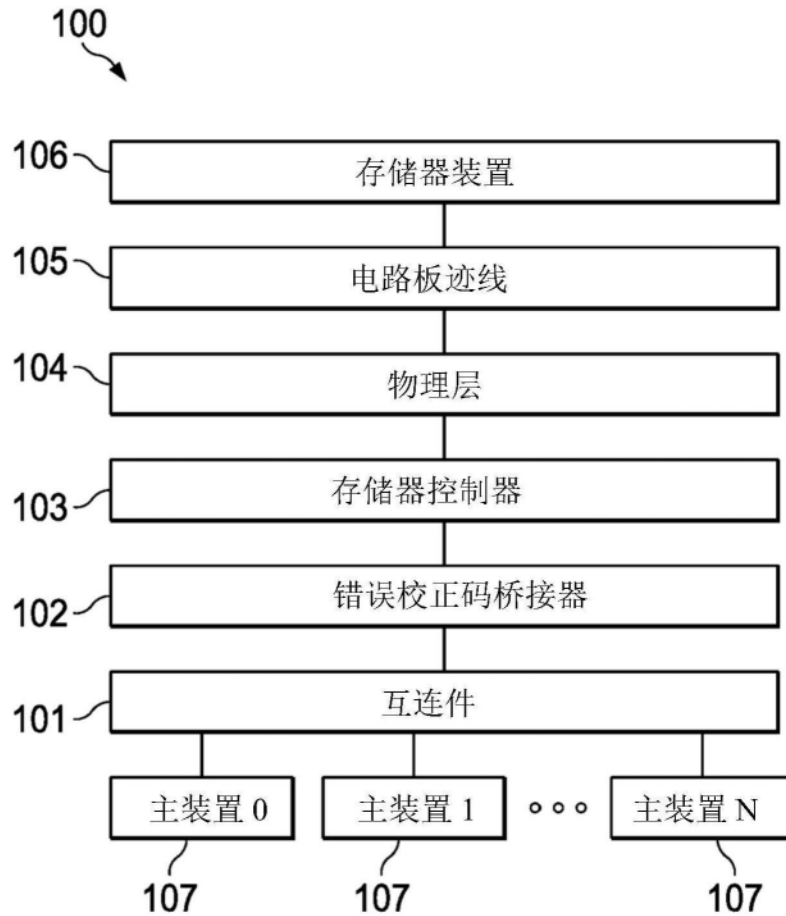 100
106
存储器装置
105
电路板迹线
104
物理层
103
存储器控制器
102
错误校正码桥接器
101
互连件
主装置 0 主装置 1 主装置 N
107 107 107